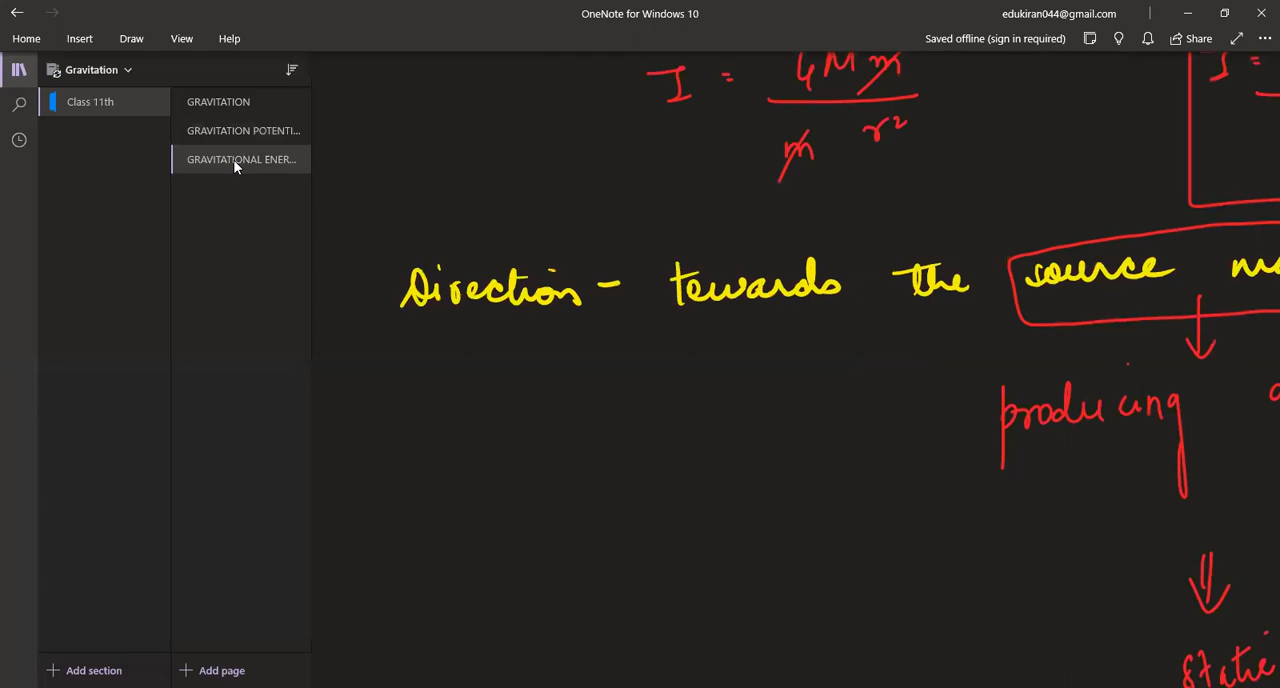 OneNote for Windows 10
edukiran044@gmail.com
Home Insert Draw View Help
Saved offline (sign in required)
Share
Gravitation
Class 11th
GRAVITATION
GRAVITATION POTENTI...
GRAVITATIONAL ENER...
I = GMm
m r²
I =
Direction - towards the source
producing
static
Add section
Add page